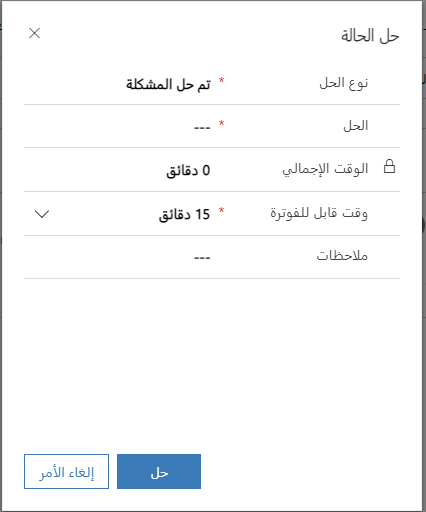 حل الحالة
نوع الحل * تم حل المشكلة
الحل * ---
الوقت الإجمالي 0 دقائق
وقت قابل للفوترة * 15 دقائق
ملاحظات ---
حل إلغاء الأمر